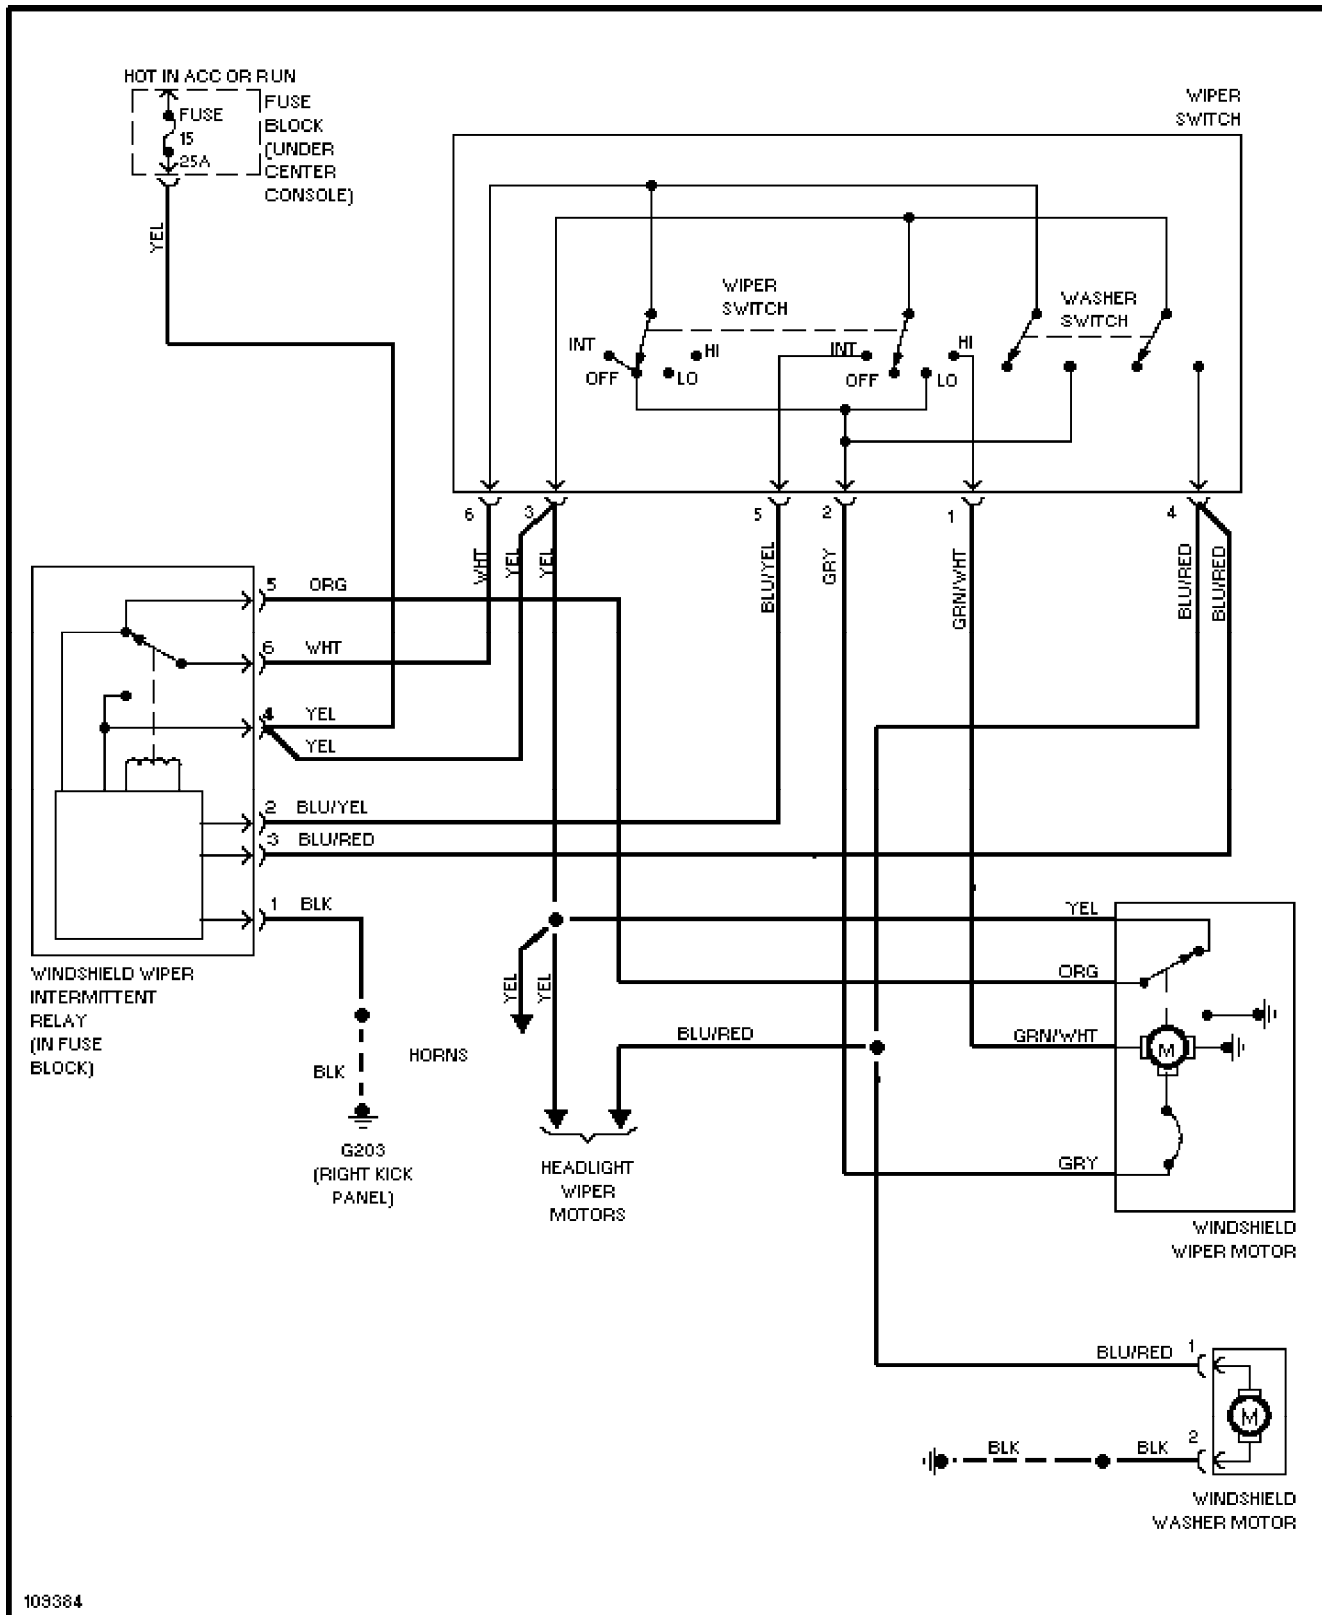 HOT IN ACC OR RUN
FUSE
15
25A
FUSE
BLOCK
(UNDER
CENTER
CONSOLE)
YEL
WIPER
SWITCH
WIPER
SWITCH
WASHER
SWITCH
INT
OFF
LO
HI
INT
OFF
LO
HI
6
3
5
2
1
4
WHT
YEL
YEL
BLU/YEL
GRY
GRN/WHT
BLU/RED
BLU/RED
5 ORG
6 WHT
4 YEL
YEL
2 BLU/YEL
3 BLU/RED
1 BLK
WINDSHIELD WIPER
INTERMITTENT
RELAY
(IN FUSE
BLOCK)
BLK
G203
(RIGHT KICK
PANEL)
HORNS
YEL
YEL
BLU/RED
HEADLIGHT
WIPER
MOTORS
YEL
ORG
GRN/WHT
M
GRY
WINDSHIELD
WIPER MOTOR
BLU/RED 1
M
BLK
BLK 2
WINDSHIELD
WASHER MOTOR
109384